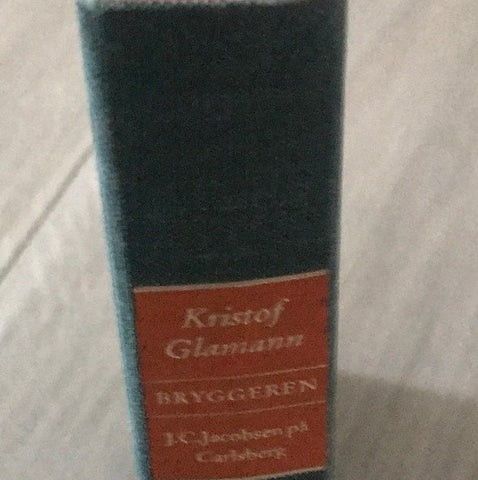 Kristof
Glamann
BRYGGEREN
J.C.Jacobsen på
Carlsberg